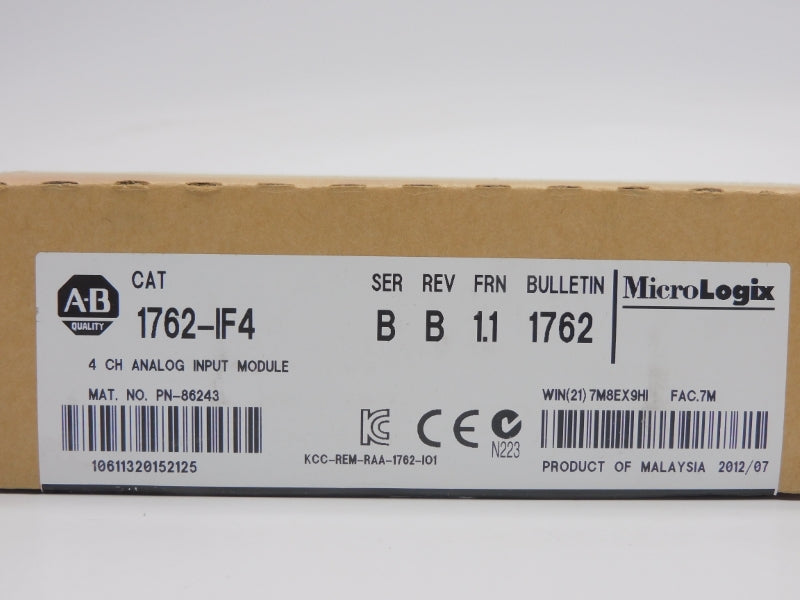 A-B
QUALITY
CAT
1762-IF4
4 CH ANALOG INPUT MODULE
SER REV FRN BULLETIN
B B 1.1 1762
MicroLogix
MAT. NO. PN-86243
10611320152125
KCC-REM-RAA-1762-IO1
CE
N223
WIN(21) 7M8EX9HI FAC.7M
PRODUCT OF MALAYSIA 2012/07